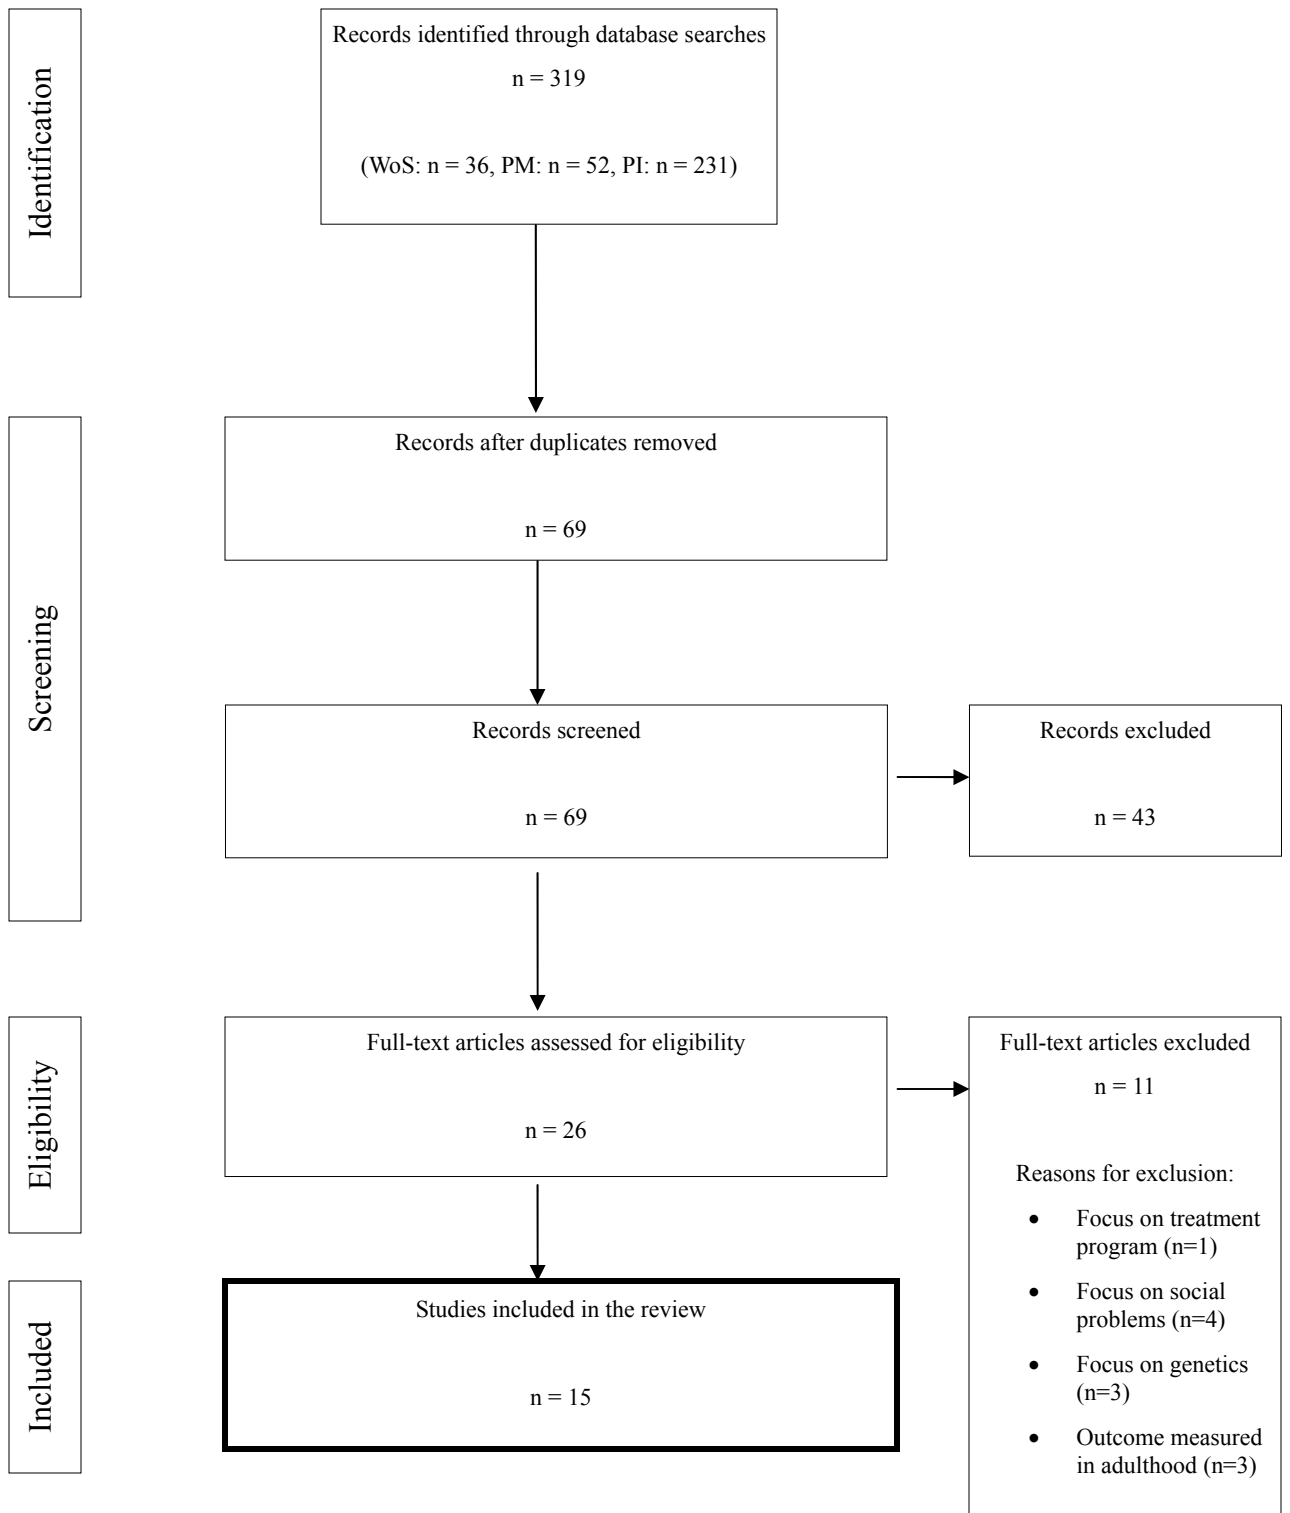 Identification
Records identified through database searches
n = 319
(WoS: n = 36, PM: n = 52, PI: n = 231)
Screening
Records after duplicates removed
n = 69
Records screened
n = 69
Records excluded
n = 43
Eligibility
Full-text articles assessed for eligibility
n = 26
Full-text articles excluded
n = 11
Reasons for exclusion:
• Focus on treatment
program (n=1)
• Focus on social
problems (n=4)
• Focus on genetics
(n=3)
• Outcome measured
in adulthood (n=3)
Included
Studies included in the review
n = 15